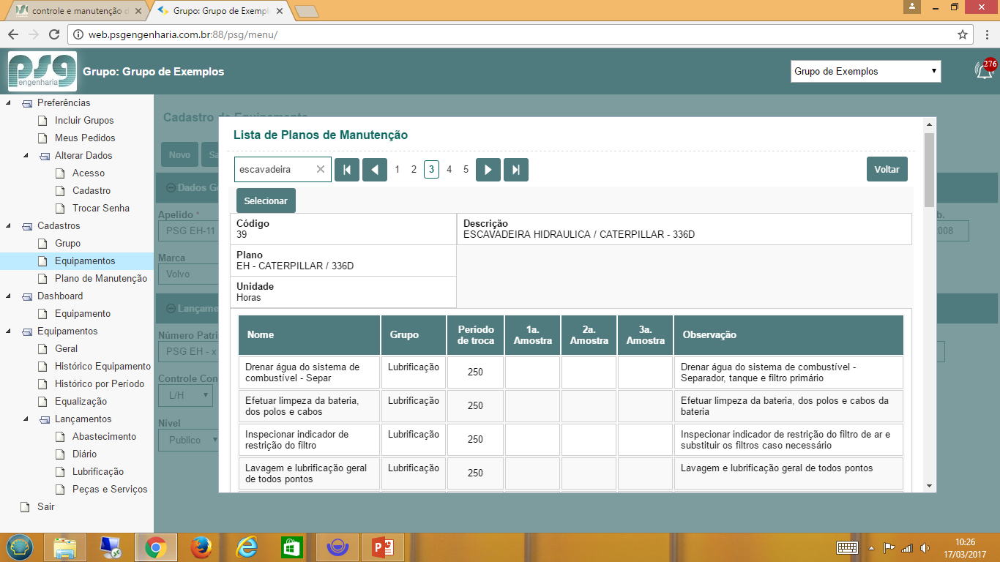 controle e manutenção d
Grupo: Grupo de Exempl
web.psgengenharia.com.br:88/psg/menu/
psg
engenharia
Grupo: Grupo de Exemplos
Grupo de Exemplos
276
Preferências
Incluir Grupos
Meus Pedidos
Alterar Dados
Acesso
Cadastro
Trocar Senha
Cadastros
Grupo
Equipamentos
Plano de Manutenção
Dashboard
Equipamento
Equipamentos
Geral
Histórico Equipamento
Histórico por Período
Equalização
Lançamentos
Abastecimento
Diário
Lubrificação
Peças e Serviços
Sair
Cadastro de Equipamento
Novo
Sa
Dados Ge
Apelido *
PSG EH-11
b.
008
Marca
Volvo
Lançame
Número Patri
PSG EH - x
Controle Con
L/H
Nível
Publico
Lista de Planos de Manutenção
escavadeira
1 2 3 4 5
Voltar
Selecionar
Código
39
Descrição
ESCAVADEIRA HIDRAULICA / CATERPILLAR - 336D
Plano
EH - CATERPILLAR / 336D
Unidade
Horas
Nome
Grupo
Período
de troca
1a.
Amostra
2a.
Amostra
3a.
Amostra
Observação
Drenar água do sistema de
combustível - Separ
Lubrificação
250
Drenar água do sistema de combustível -
Separador, tanque e filtro primário
Efetuar limpeza da bateria,
dos polos e cabos
Lubrificação
250
Efetuar limpeza da bateria, dos polos e cabos da
bateria
Inspecionar indicador de
restrição do filtro
Lubrificação
250
Inspecionar indicador de restrição do filtro de ar e
substituir os filtros caso necessário
Lavagem e lubrificação geral
de todos pontos
Lubrificação
250
Lavagem e lubrificação geral de todos pontos
10:26
17/03/2017